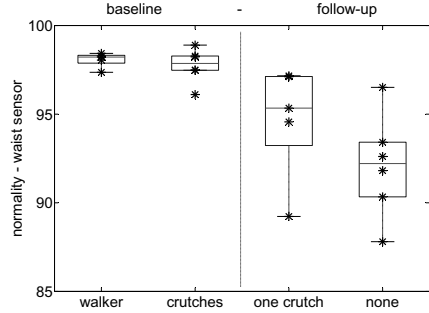 baseline - follow-up
normality - waist sensor
100
95
90
85
walker crutches one crutch none